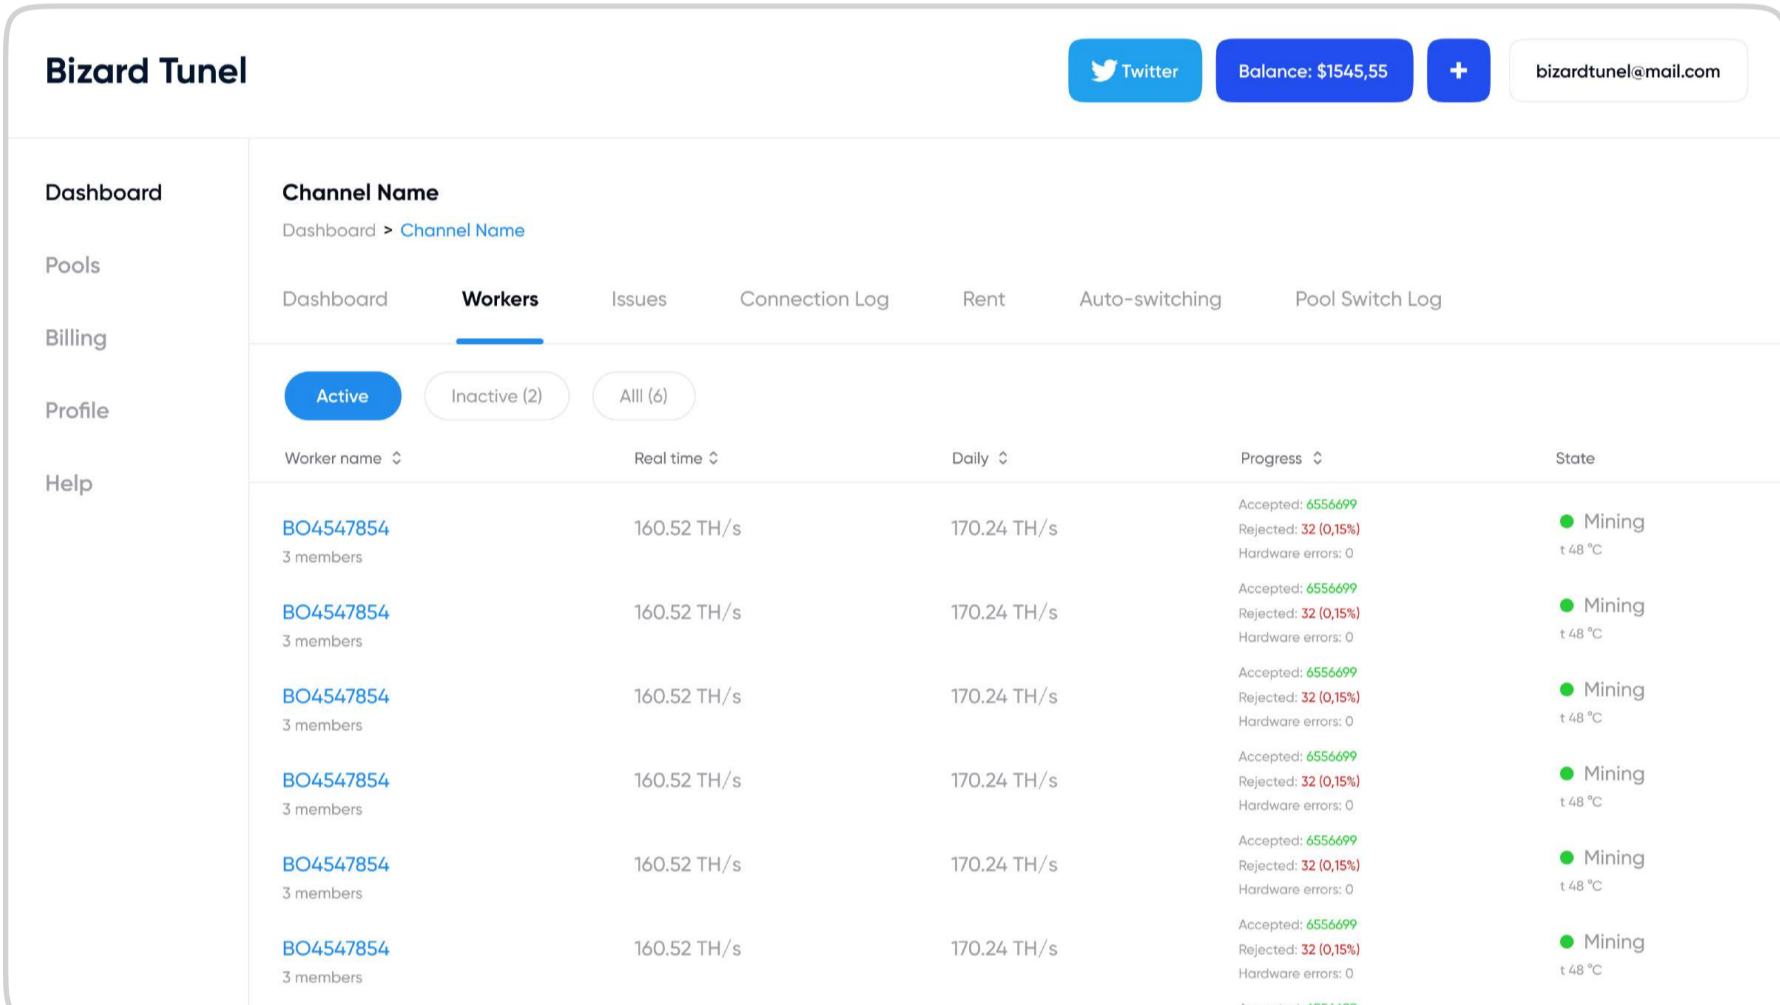 Bizard Tunel
Twitter
Balance: $1545,55
+
bizardtunel@mail.com
Dashboard
Pools
Billing
Profile
Help
Channel Name
Dashboard > Channel Name
Dashboard Workers Issues Connection Log Rent Auto-switching Pool Switch Log
Active Inactive (2) Alll (6)
Worker name Real time Daily Progress State
BO4547854 160.52 TH/s 170.24 TH/s
3 members
Accepted: 6556699
Rejected: 32 (0,15%)
Hardware errors: 0
Mining
t 48 °C
BO4547854 160.52 TH/s 170.24 TH/s
3 members
Accepted: 6556699
Rejected: 32 (0,15%)
Hardware errors: 0
Mining
t 48 °C
BO4547854 160.52 TH/s 170.24 TH/s
3 members
Accepted: 6556699
Rejected: 32 (0,15%)
Hardware errors: 0
Mining
t 48 °C
BO4547854 160.52 TH/s 170.24 TH/s
3 members
Accepted: 6556699
Rejected: 32 (0,15%)
Hardware errors: 0
Mining
t 48 °C
BO4547854 160.52 TH/s 170.24 TH/s
3 members
Accepted: 6556699
Rejected: 32 (0,15%)
Hardware errors: 0
Mining
t 48 °C
BO4547854 160.52 TH/s 170.24 TH/s
3 members
Accepted: 6556699
Rejected: 32 (0,15%)
Hardware errors: 0
Mining
t 48 °C